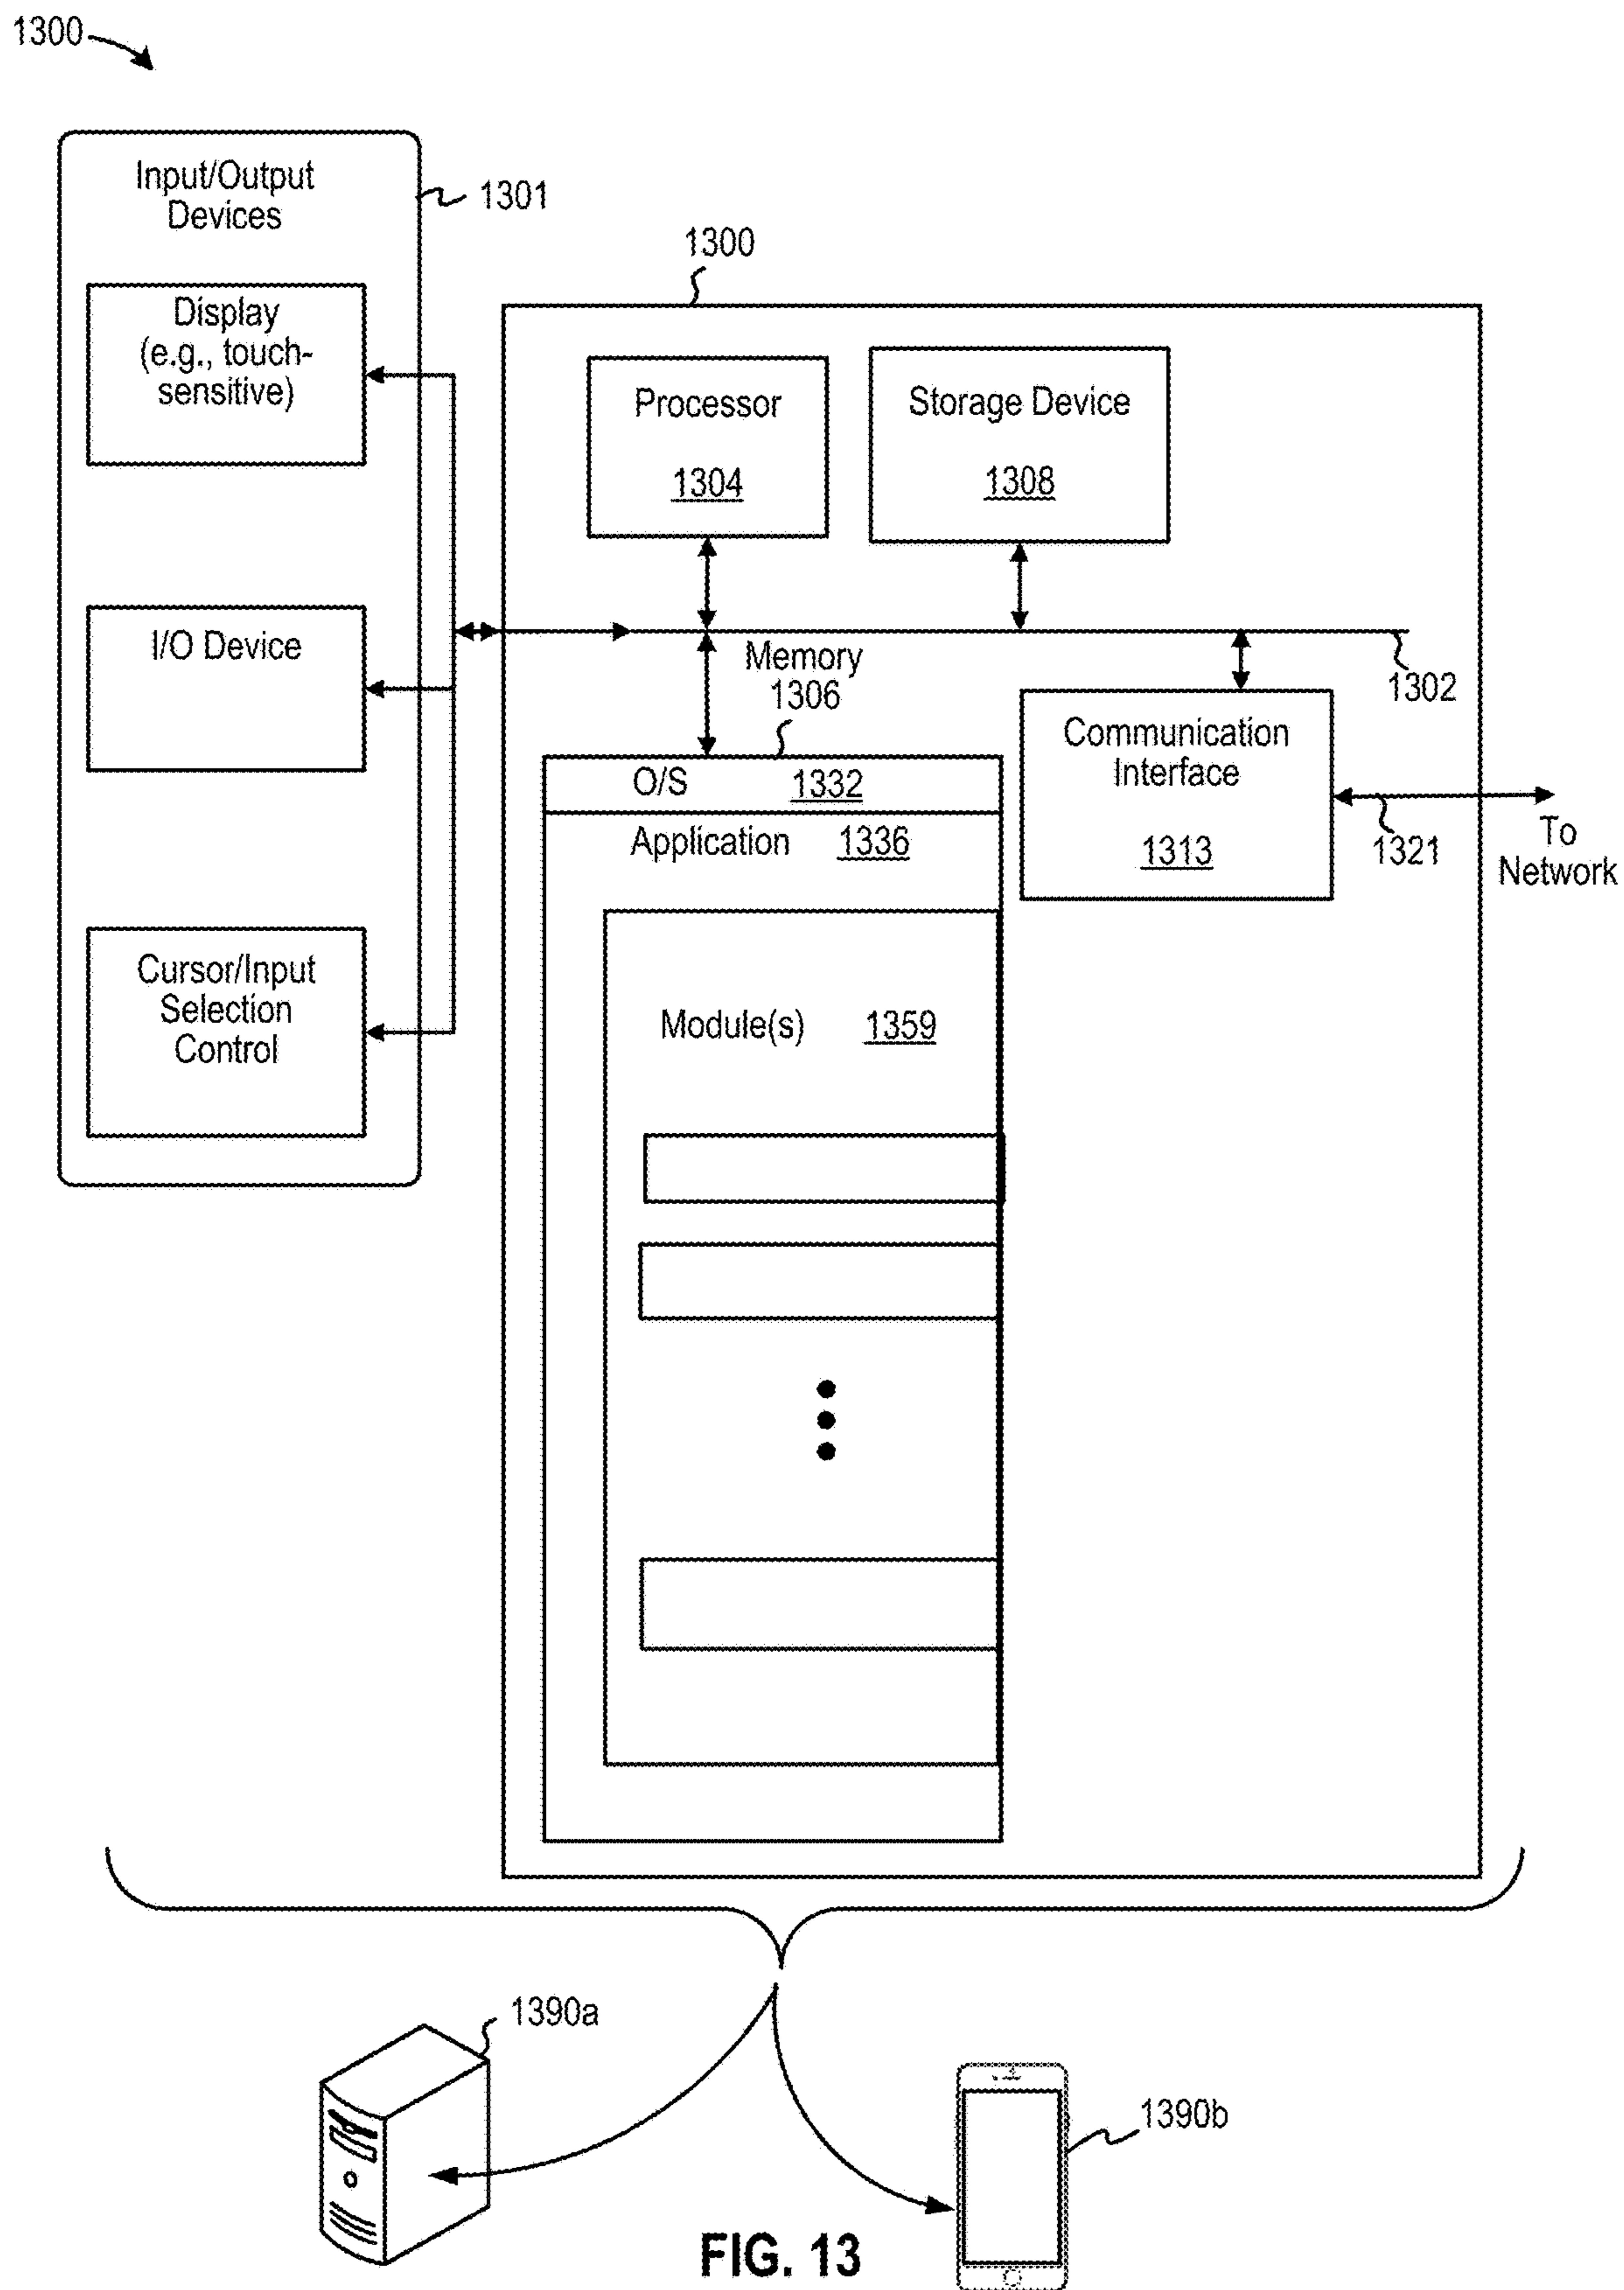 1300
Input/Output
Devices
1301
Display
(e.g., touch-
sensitive)
I/O Device
Cursor/Input
Selection
Control
1300
Processor
1304
Storage Device
1308
1302
Memory
1306
O/S 1332
Application 1336
Module(s) 1359
Communication
Interface
1313
1321
To
Network
1390a
1390b
FIG. 13